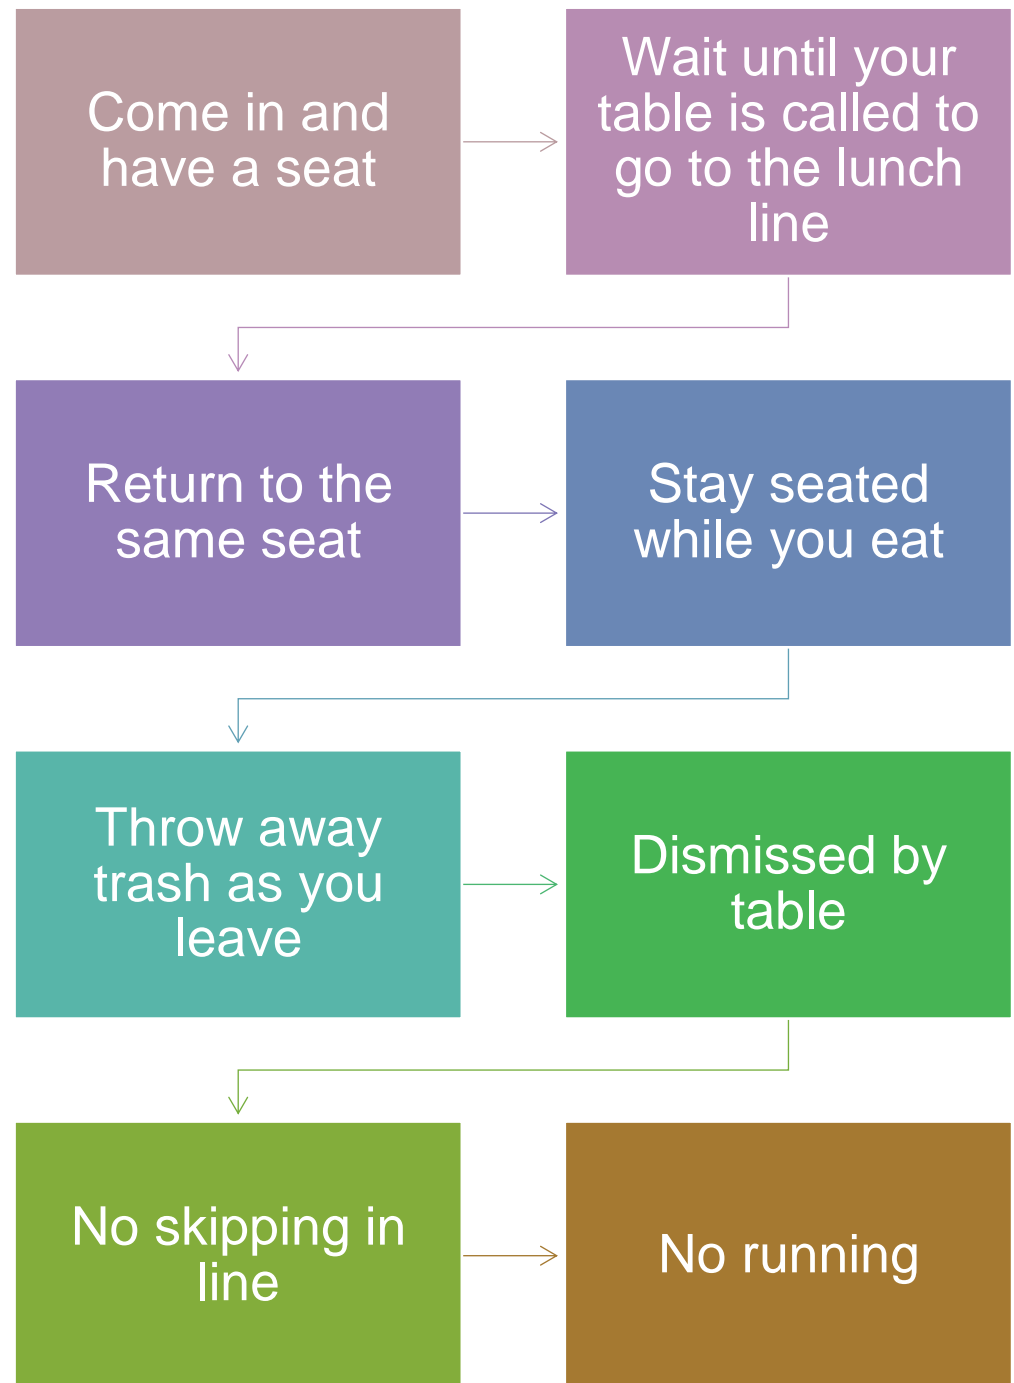 Come in and
have a seat
Wait until your
table is called to
go to the lunch
line
Return to the
same seat
Stay seated
while you eat
Throw away
trash as you
leave
Dismissed by
table
No skipping in
line
No running